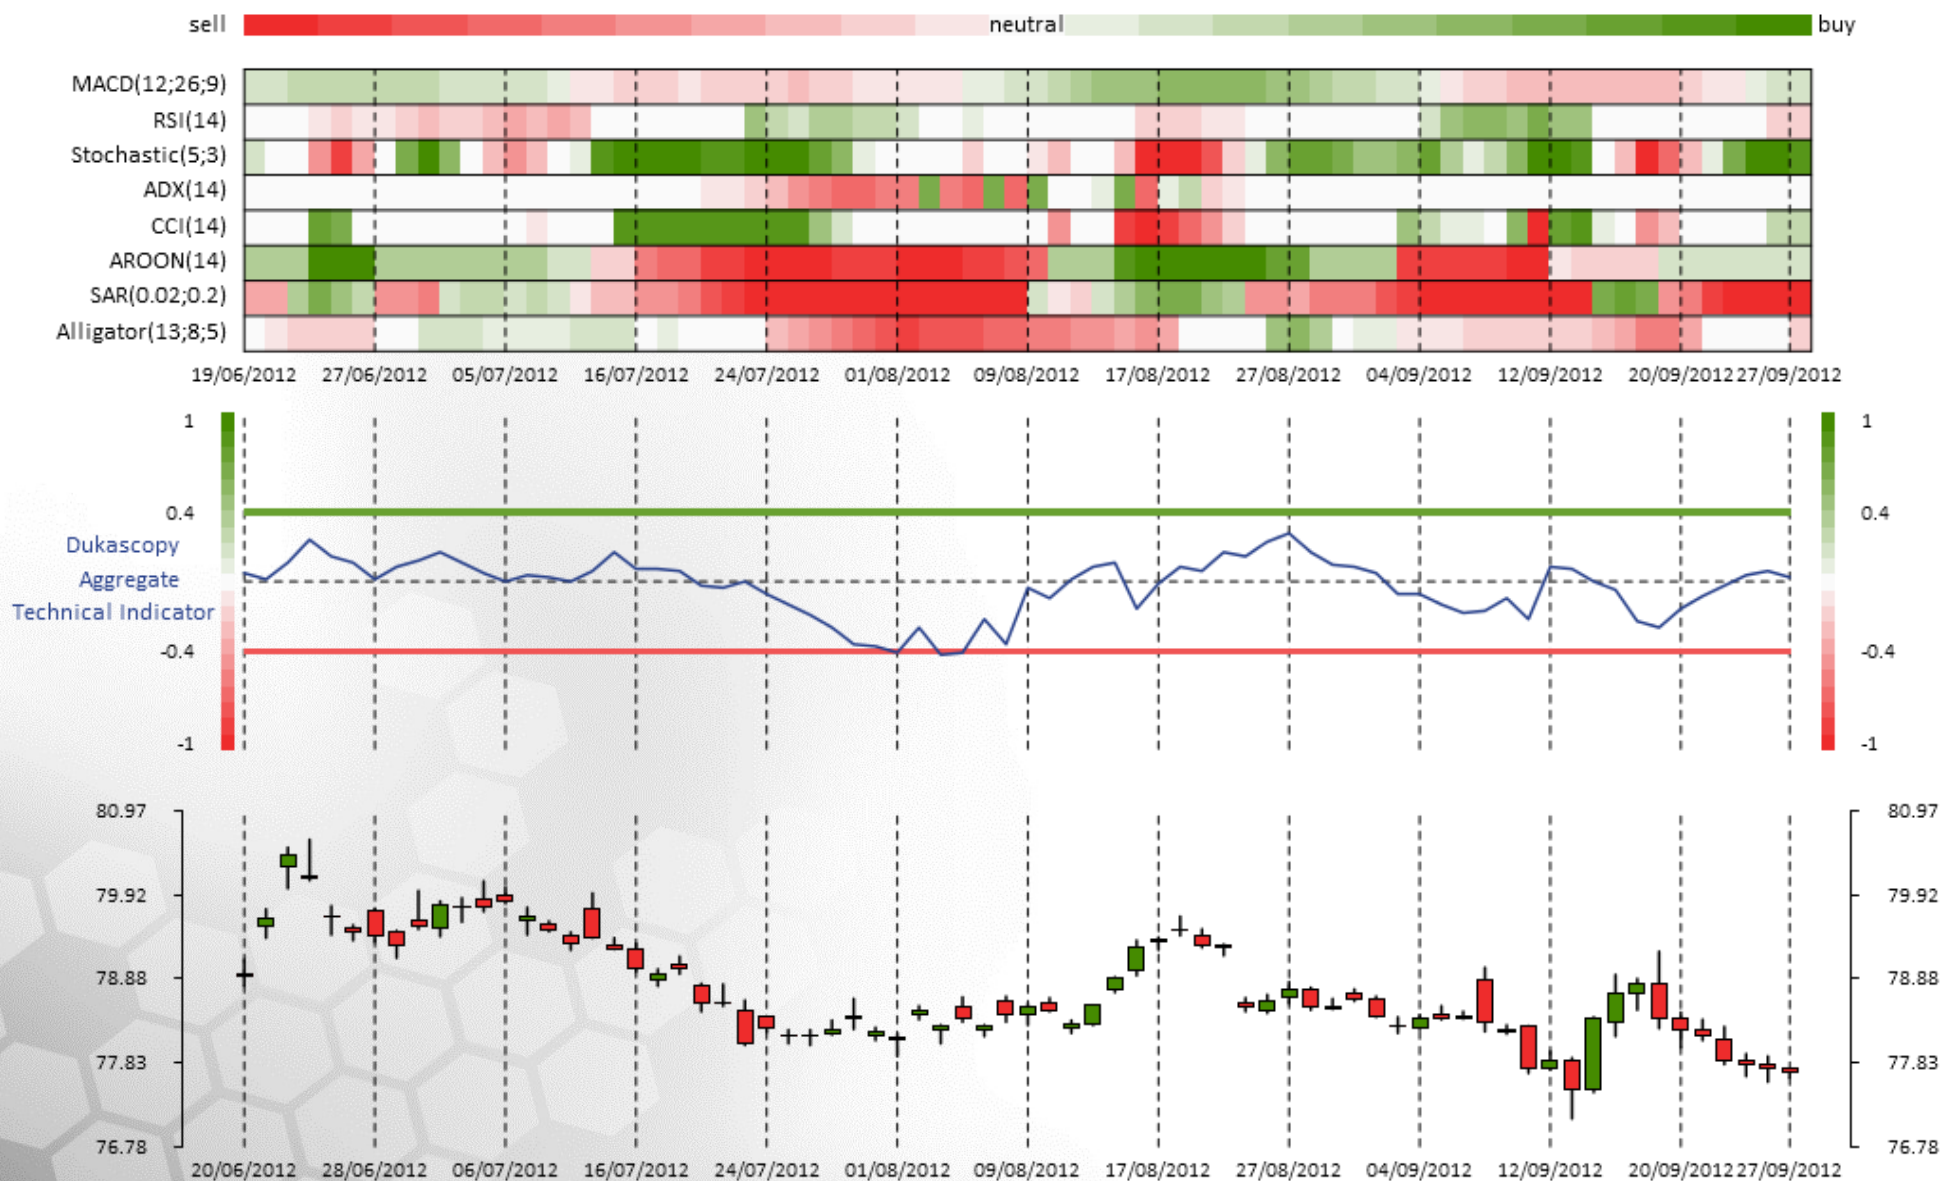 sell neutral buy
MACD(12;26;9)
RSI(14)
Stochastic(5;3)
ADX(14)
CCI(14)
AROON(14)
SAR(0.02;0.2)
Alligator(13;8;5)
19/06/2012 27/06/2012 05/07/2012 16/07/2012 24/07/2012 01/08/2012 09/08/2012 17/08/2012 27/08/2012 04/09/2012 12/09/2012 20/09/2012 27/09/2012
1 1
0.4 0.4
Dukascopy
Aggregate
Technical Indicator
-0.4 -0.4
-1 -1
80.97 80.97
79.92 79.92
78.88 78.88
77.83 77.83
76.78 76.78
20/06/2012 28/06/2012 06/07/2012 16/07/2012 24/07/2012 01/08/2012 09/08/2012 17/08/2012 27/08/2012 04/09/2012 12/09/2012 20/09/2012 27/09/2012